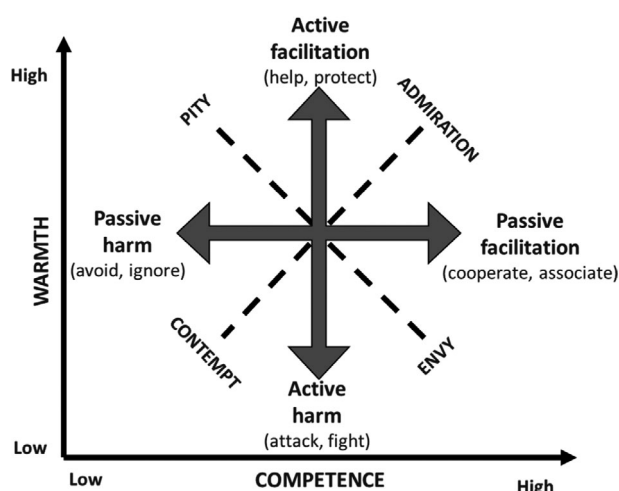 Active
facilitation
(help, protect)
High
PITY
ADMIRATION
WARMTH
Passive
harm
(avoid, ignore)
Passive
facilitation
(cooperate, associate)
CONTEMPT
ENVY
Active
harm
(attack, fight)
Low
Low
COMPETENCE
High